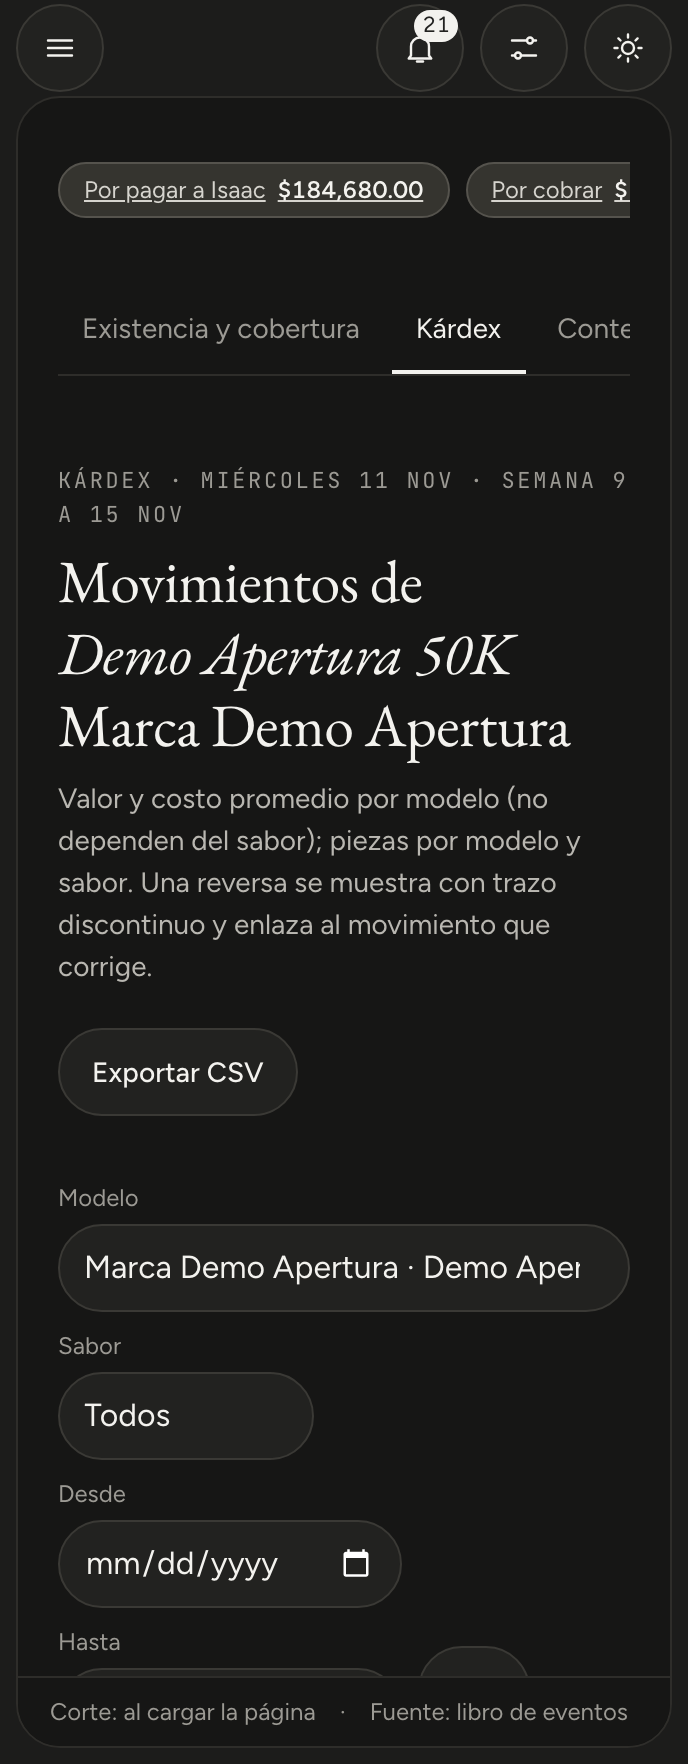 21
Por pagar a Isaac $184,680.00 Por cobrar $
Existencia y cobertura Kárdex Conte
KÁRDEX · MIÉRCOLES 11 NOV · SEMANA 9
A 15 NOV
Movimientos de
Demo Apertura 50K
Marca Demo Apertura
Valor y costo promedio por modelo (no
dependen del sabor); piezas por modelo y
sabor. Una reversa se muestra con trazo
discontinuo y enlaza al movimiento que
corrige.
Exportar CSV
Modelo
Marca Demo Apertura · Demo Aper
Sabor
Todos
Desde
mm/dd/yyyy
Hasta
Corte: al cargar la página · Fuente: libro de eventos